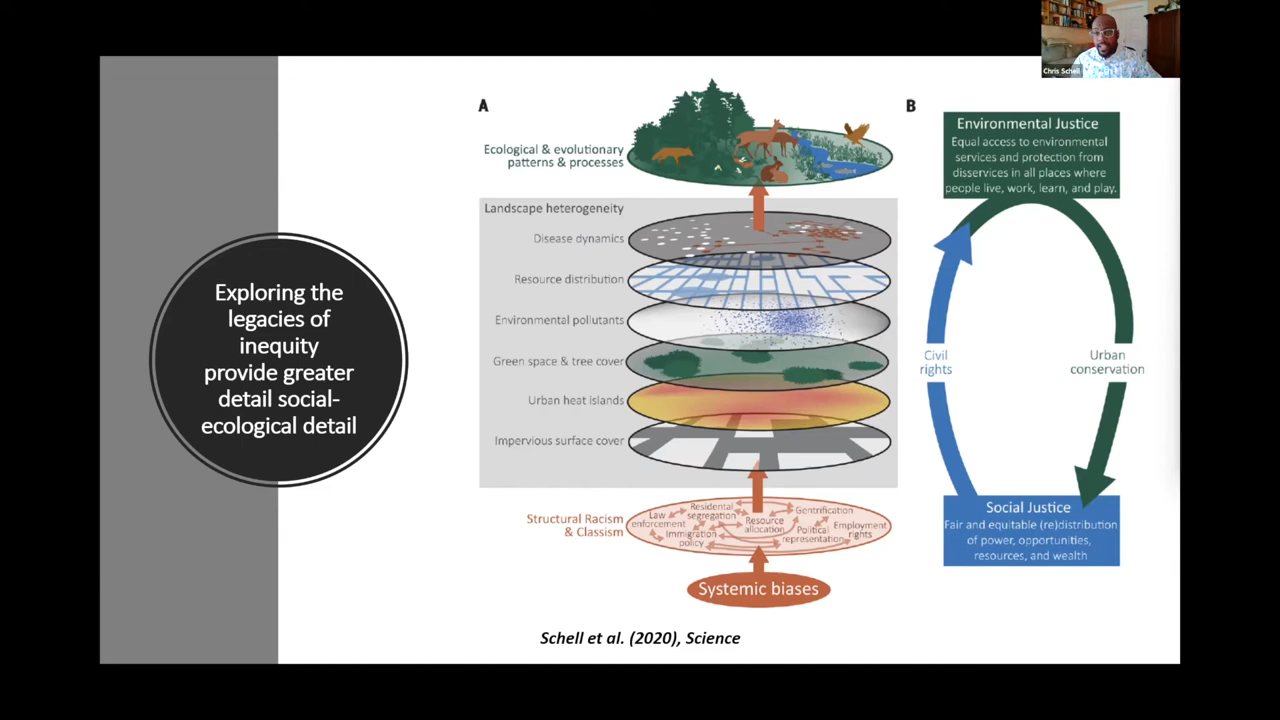 Chris Schell
Exploring the
legacies of
inequity
provide greater
detail social-
ecological detail
A
Ecological & evolutionary
patterns & processes
Landscape heterogeneity
Disease dynamics
Resource distribution
Environmental pollutants
Green space & tree cover
Urban heat islands
Impervious surface cover
Structural Racism
& Classism
Law
enforcement
Residential
segregation
Immigration
policy
Resource
allocation
Gentrification
Political
representation
Employment
rights
Systemic biases
B
Environmental Justice
Equal access to environmental
services and protection from
disservices in all places where
people live, work, learn, and play.
Civil
rights
Urban
conservation
Social Justice
Fair and equitable (re)distribution
of power, opportunities,
resources, and wealth
Schell et al. (2020), Science